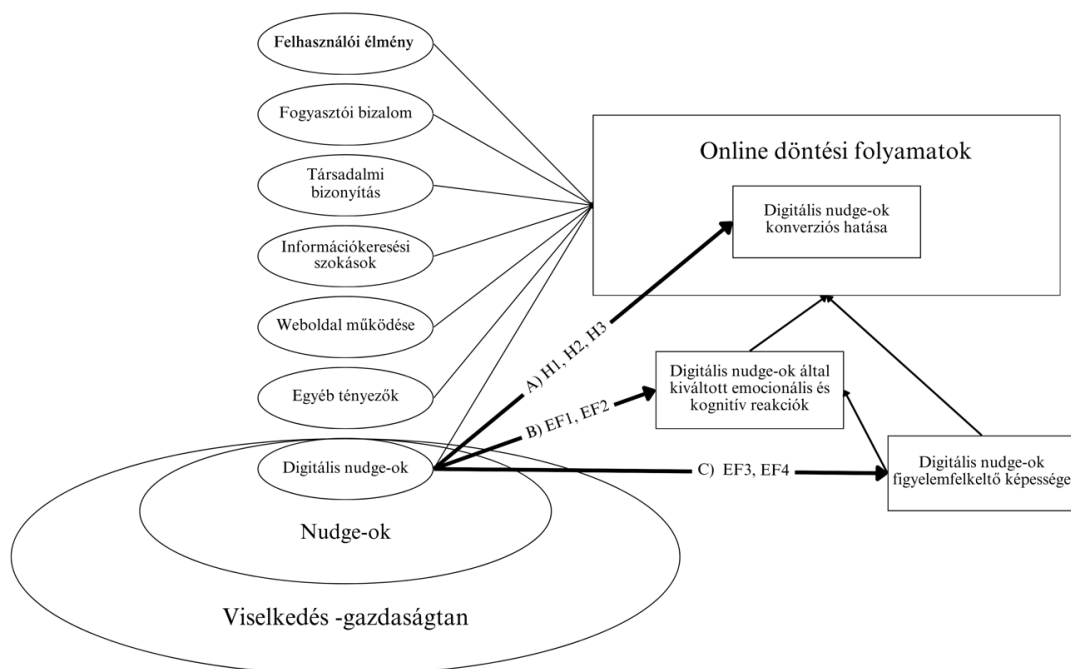 Felhasználói élmény
Fogyasztói bizalom
Társadalmi
bizonyítás
Információkeresési
szokások
Weboldal működése
Egyéb tényezők
Digitális nudge-ok
Nudge-ok
Viselkedés -gazdaságtan
Online döntési folyamatok
Digitális nudge-ok
konverziós hatása
A) H1, H2, H3
Digitális nudge-ok által
kiváltott emocionális és
kognitív reakciók
B) EF1, EF2
C) EF3, EF4
Digitális nudge-ok
figyelemfelkeltő képessége